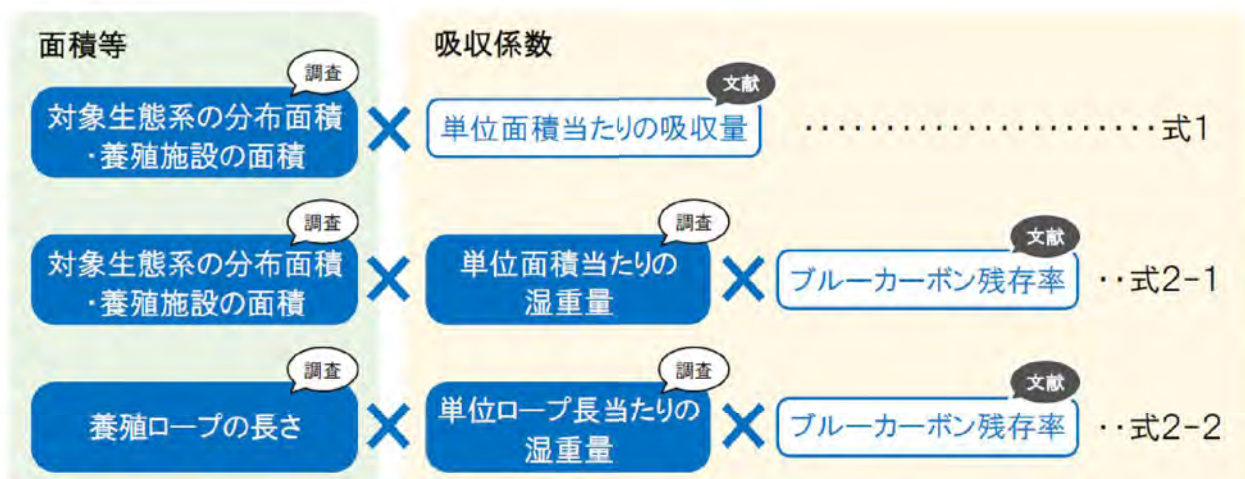 面積等
吸収係数
調査
文献
対象生態系の分布面積
・養殖施設の面積
×
単位面積当たりの吸収量
・・・・・・・・・・・・・・・・・・・・・・式1
調査
調査
文献
対象生態系の分布面積
・養殖施設の面積
×
単位面積当たりの
湿重量
×
ブルーカーボン残存率
・・式2-1
調査
調査
文献
養殖ロープの長さ
×
単位ロープ長当たりの
湿重量
×
ブルーカーボン残存率
・・式2-2